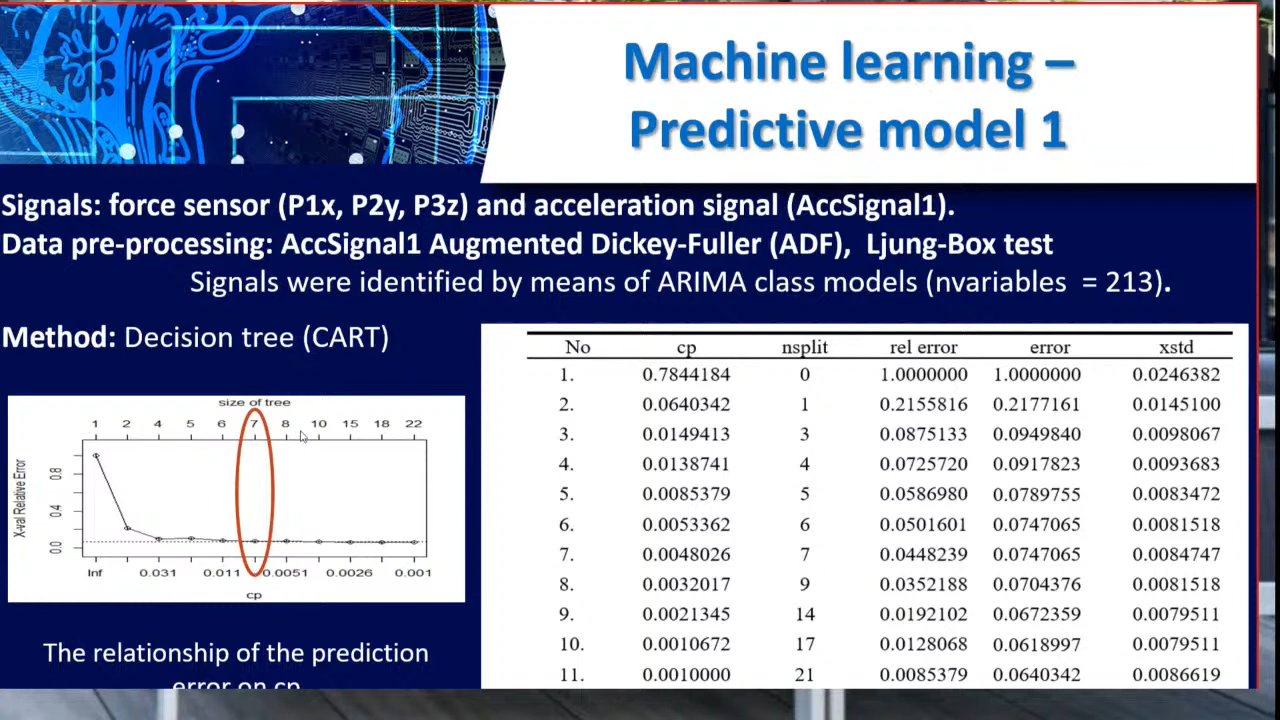 Machine learning –
Predictive model 1
Signals: force sensor (P1x, P2y, P3z) and acceleration signal (AccSignal1).
Data pre-processing: AccSignal1 Augmented Dickey-Fuller (ADF), Ljung-Box test
Signals were identified by means of ARIMA class models (nvariables = 213).
Method: Decision tree (CART)
size of tree
1 2 4 5 6 7 8 10 15 18 22
X-val Relative Error
0.0 0.4 0.8
Inf 0.031 0.011 0.0051 0.0026 0.001
cp
The relationship of the prediction
error on cp
No cp nsplit rel error error xstd
1. 0.7844184 0 1.0000000 1.0000000 0.0246382
2. 0.0640342 1 0.2155816 0.2177161 0.0145100
3. 0.0149413 3 0.0875133 0.0949840 0.0098067
4. 0.0138741 4 0.0725720 0.0917823 0.0093683
5. 0.0085379 5 0.0586980 0.0789755 0.0083472
6. 0.0053362 6 0.0501601 0.0747065 0.0081518
7. 0.0048026 7 0.0448239 0.0747065 0.0084747
8. 0.0032017 9 0.0352188 0.0704376 0.0081518
9. 0.0021345 14 0.0192102 0.0672359 0.0079511
10. 0.0010672 17 0.0128068 0.0618997 0.0079511
11. 0.0010000 21 0.0085379 0.0640342 0.0086619